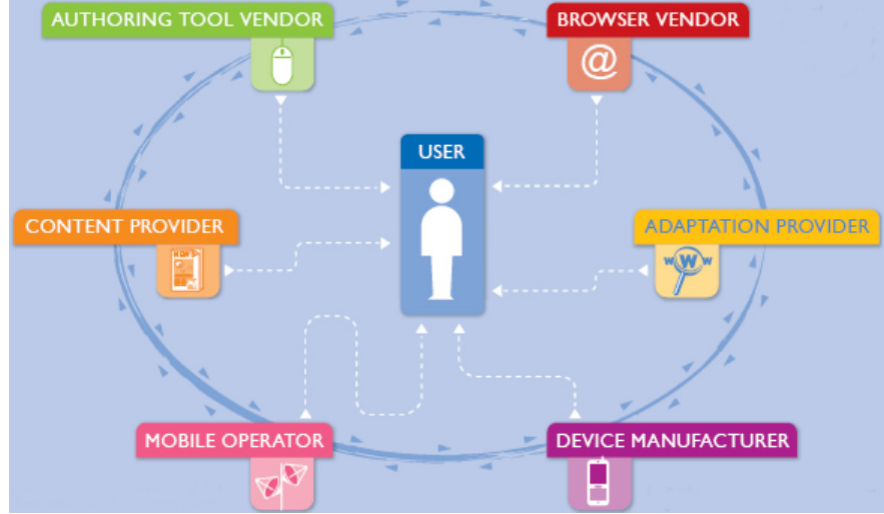 AUTHORING TOOL VENDOR
BROWSER VENDOR
@
USER
CONTENT PROVIDER
ADAPTATION PROVIDER
W W W
MOBILE OPERATOR
DEVICE MANUFACTURER